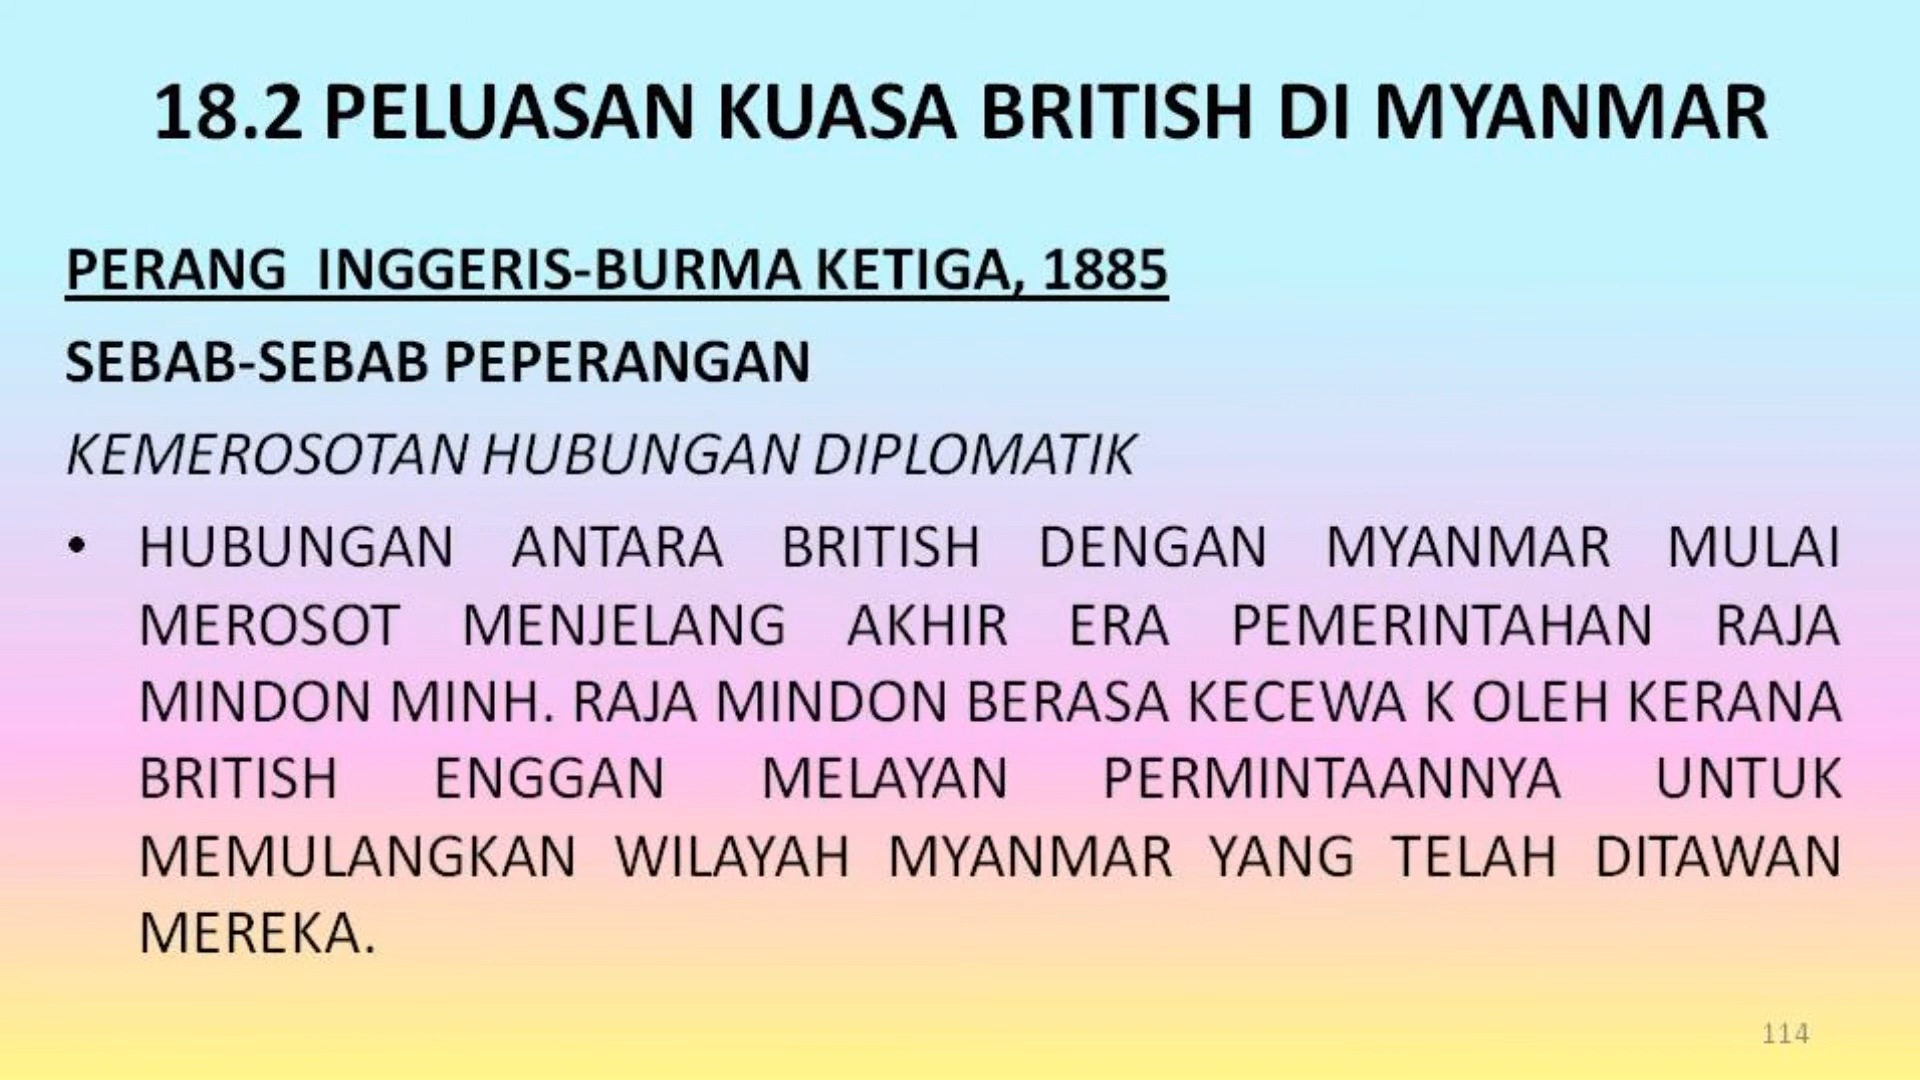 18.2 PELUASAN KUASA BRITISH DI MYANMAR
PERANG INGGERIS-BURMA KETIGA, 1885
SEBAB-SEBAB PEPERANGAN
KEMEROSOTAN HUBUNGAN DIPLOMATIK
• HUBUNGAN ANTARA BRITISH DENGAN MYANMAR MULAI
MEROSOT MENJELANG AKHIR ERA PEMERINTAHAN RAJA
MINDON MINH. RAJA MINDON BERASA KECEWA K OLEH KERANA
BRITISH ENGGAN MELAYAN PERMINTAANNYA UNTUK
MEMULANGKAN WILAYAH MYANMAR YANG TELAH DITAWAN
MEREKA.
114